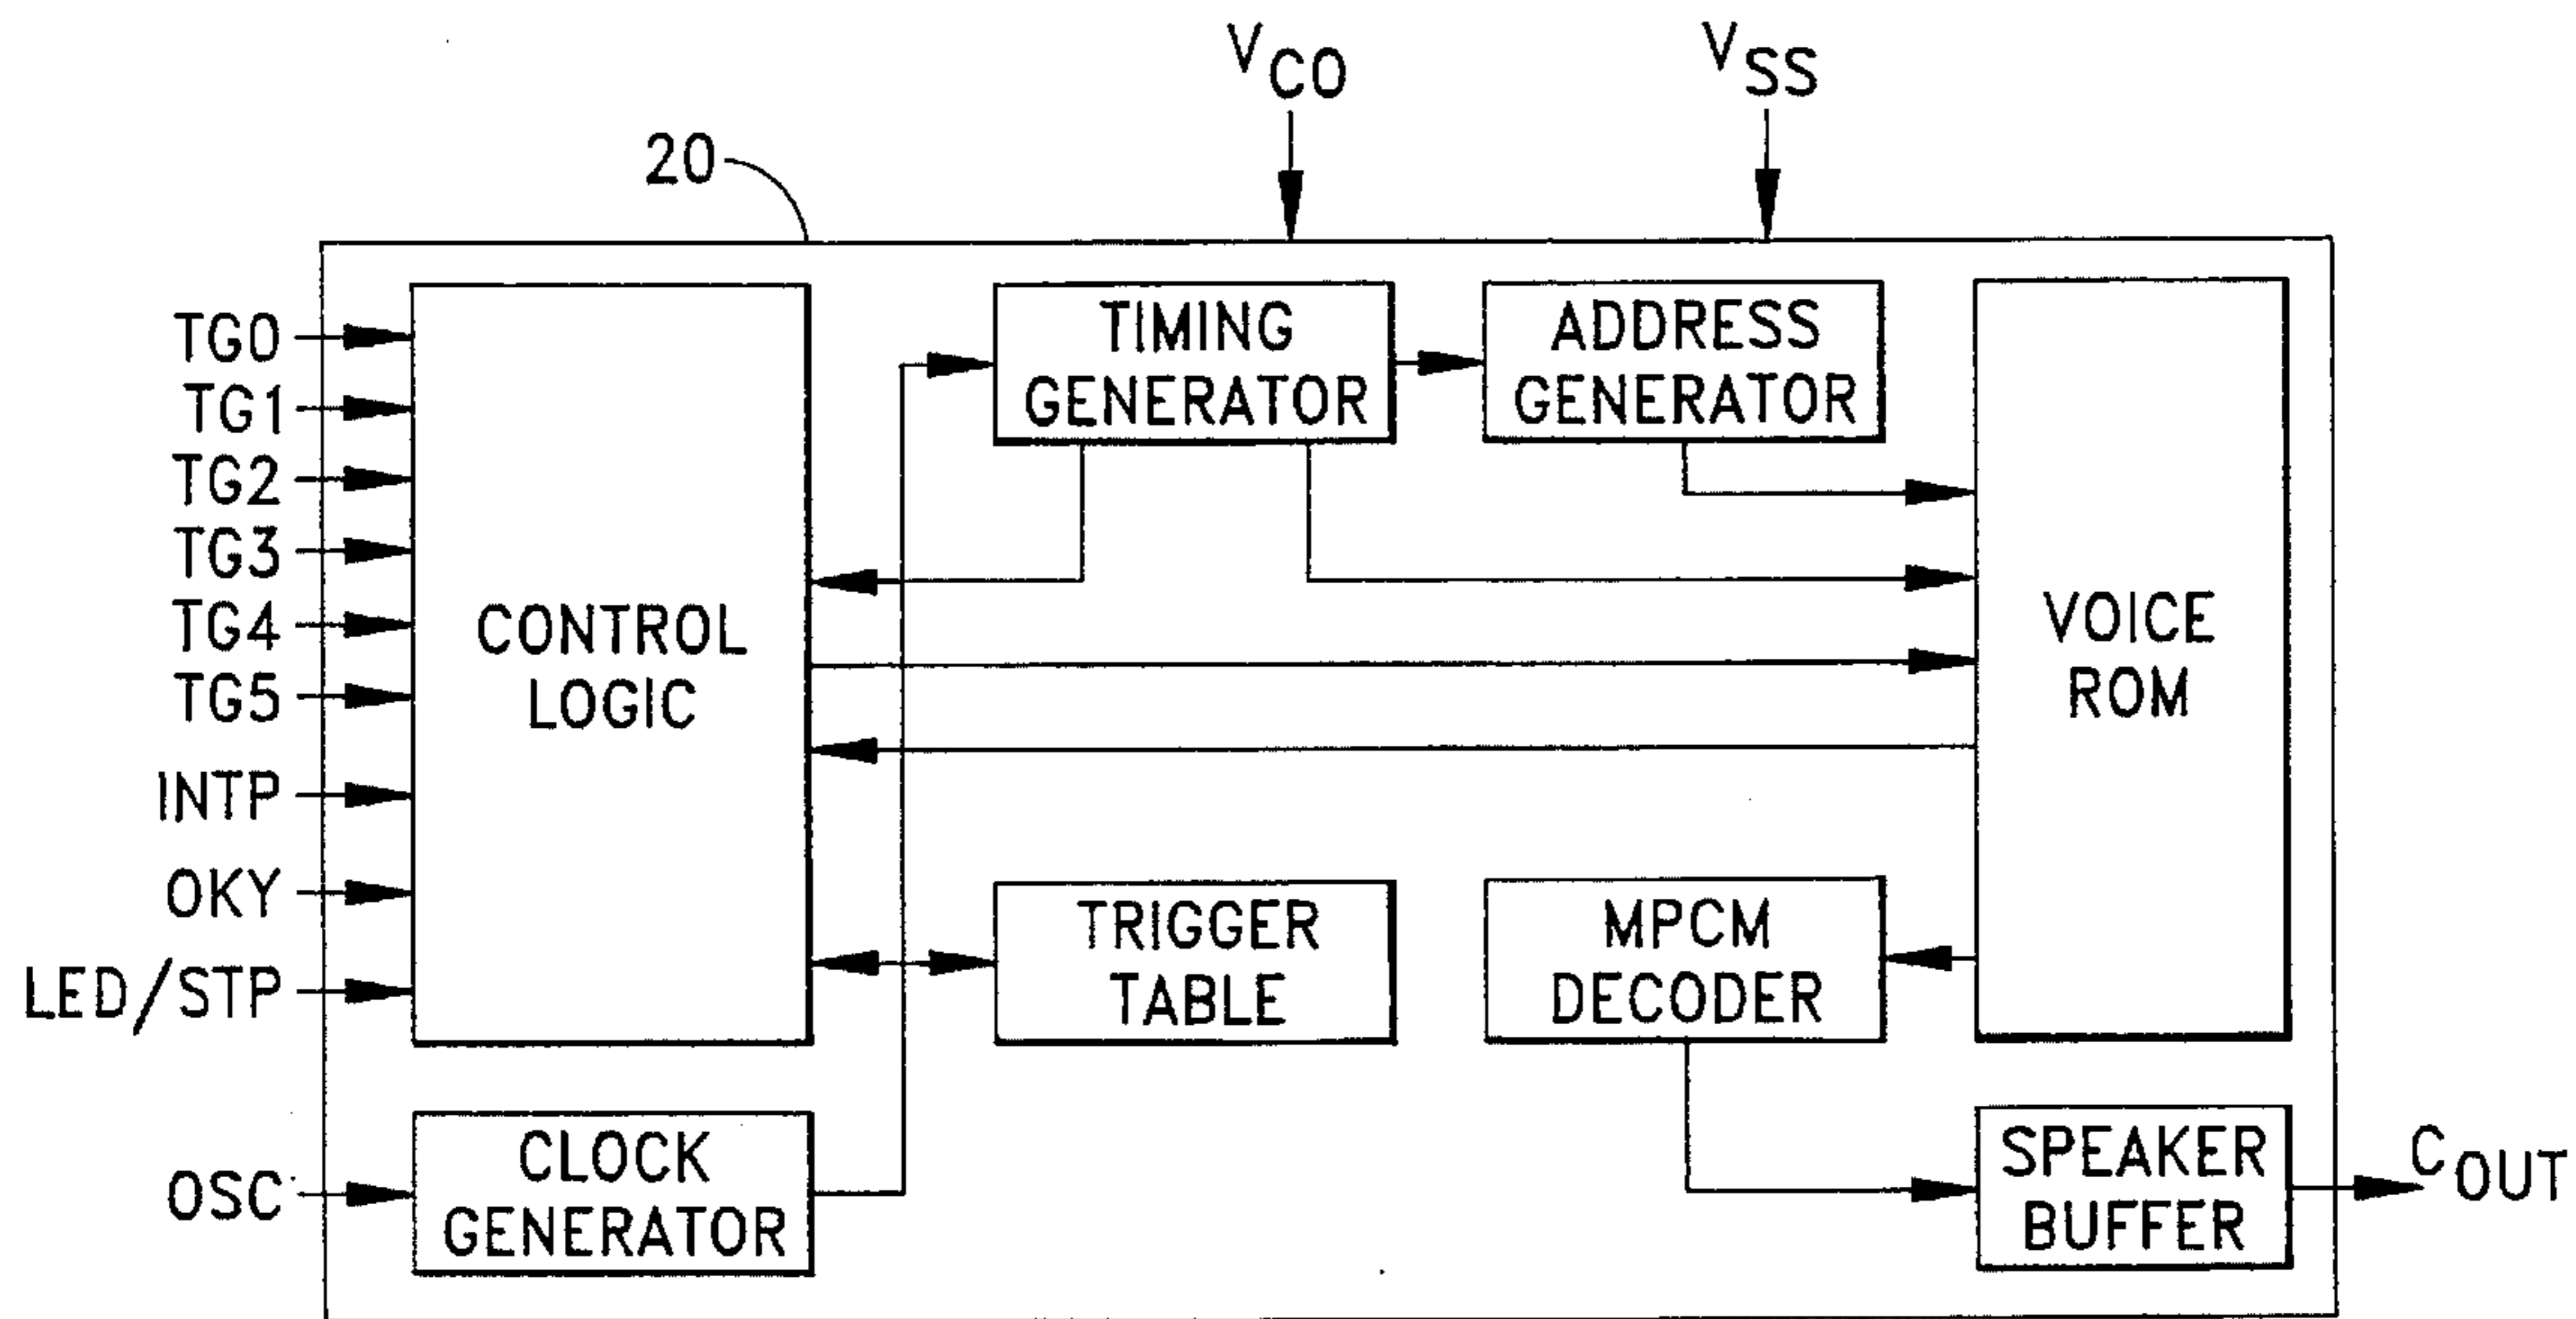 V_CO
V_SS
20
TG0
TG1
TG2
TG3
TG4
TG5
INTP
OKY
LED/STP
OSC
CONTROL
LOGIC
TIMING
GENERATOR
ADDRESS
GENERATOR
VOICE
ROM
TRIGGER
TABLE
MPCM
DECODER
CLOCK
GENERATOR
SPEAKER
BUFFER
C_OUT